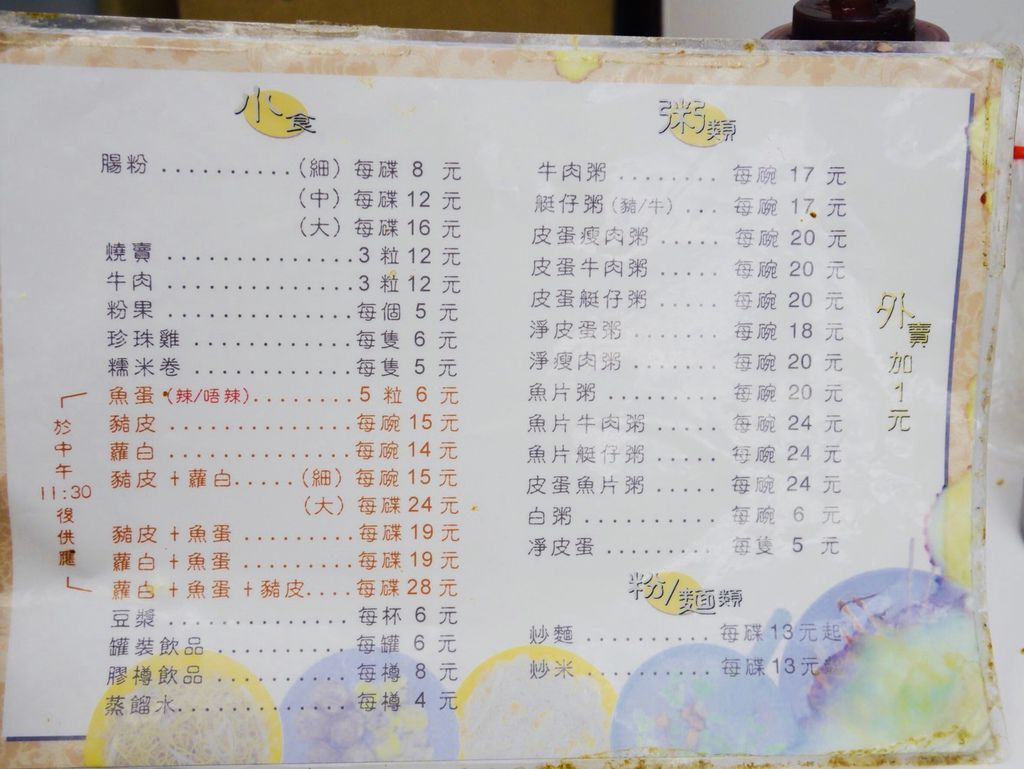 小食
腸粉..........(細) 每碟 8 元
(中) 每碟 12 元
(大) 每碟 16 元
燒賣................3 粒 12 元
牛肉................3 粒 12 元
粉果................每個 5 元
珍珠雞.............每隻 6 元
糯米卷.............每隻 5 元
於中午11:30後供應
魚蛋(辣/唔辣).........5 粒 6 元
豬皮................每碗 15 元
蘿白................每碗 14 元
豬皮+蘿白.....(細) 每碗 15 元
(大) 每碟 24 元
豬皮+魚蛋.........每碟 19 元
蘿白+魚蛋.........每碟 19 元
蘿白+魚蛋+豬皮....每碟 28 元
豆漿................每杯 6 元
罐裝飲品...........每罐 6 元
膠樽飲品...........每樽 8 元
蒸餾水..............每樽 4 元
粥類
牛肉粥........每碗 17 元
艇仔粥(豬/牛)...每碗 17 元
皮蛋瘦肉粥.....每碗 20 元
皮蛋牛肉粥.....每碗 20 元
皮蛋艇仔粥.....每碗 20 元
淨皮蛋粥.......每碗 18 元
淨瘦肉粥.......每碗 20 元
魚片粥.........每碗 20 元
魚片牛肉粥.....每碗 24 元
魚片艇仔粥.....每碗 24 元
皮蛋魚片粥.....每碗 24 元
白粥...........每碗 6 元
淨皮蛋.........每隻 5 元
粉/麵類
炒麵...........每碟13元起
炒米...........每碟13元起
外賣加1元